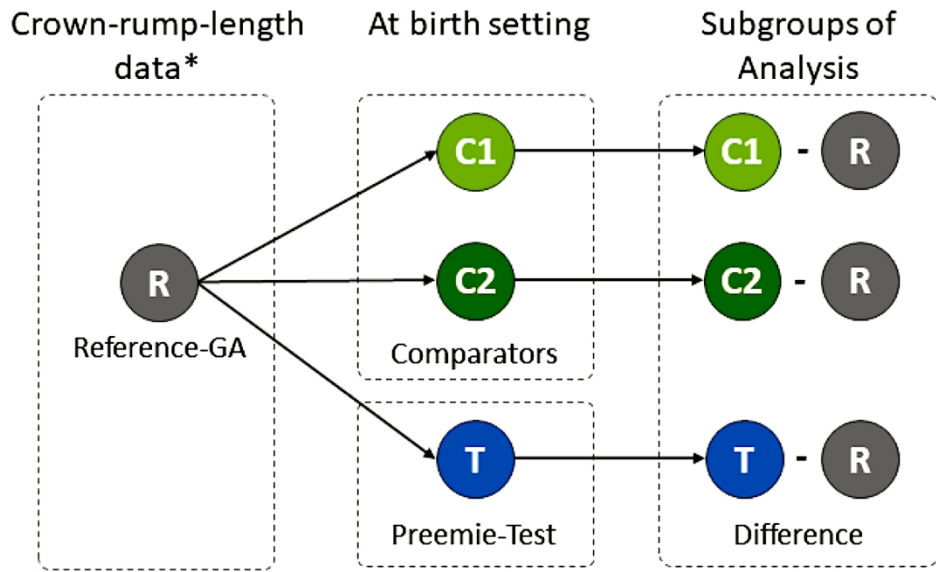 Crown-rump-length
data*
At birth setting
Subgroups of
Analysis
C1
C1 - R
R
C2
C2 - R
Reference-GA
Comparators
T
T - R
Preemie-Test
Difference